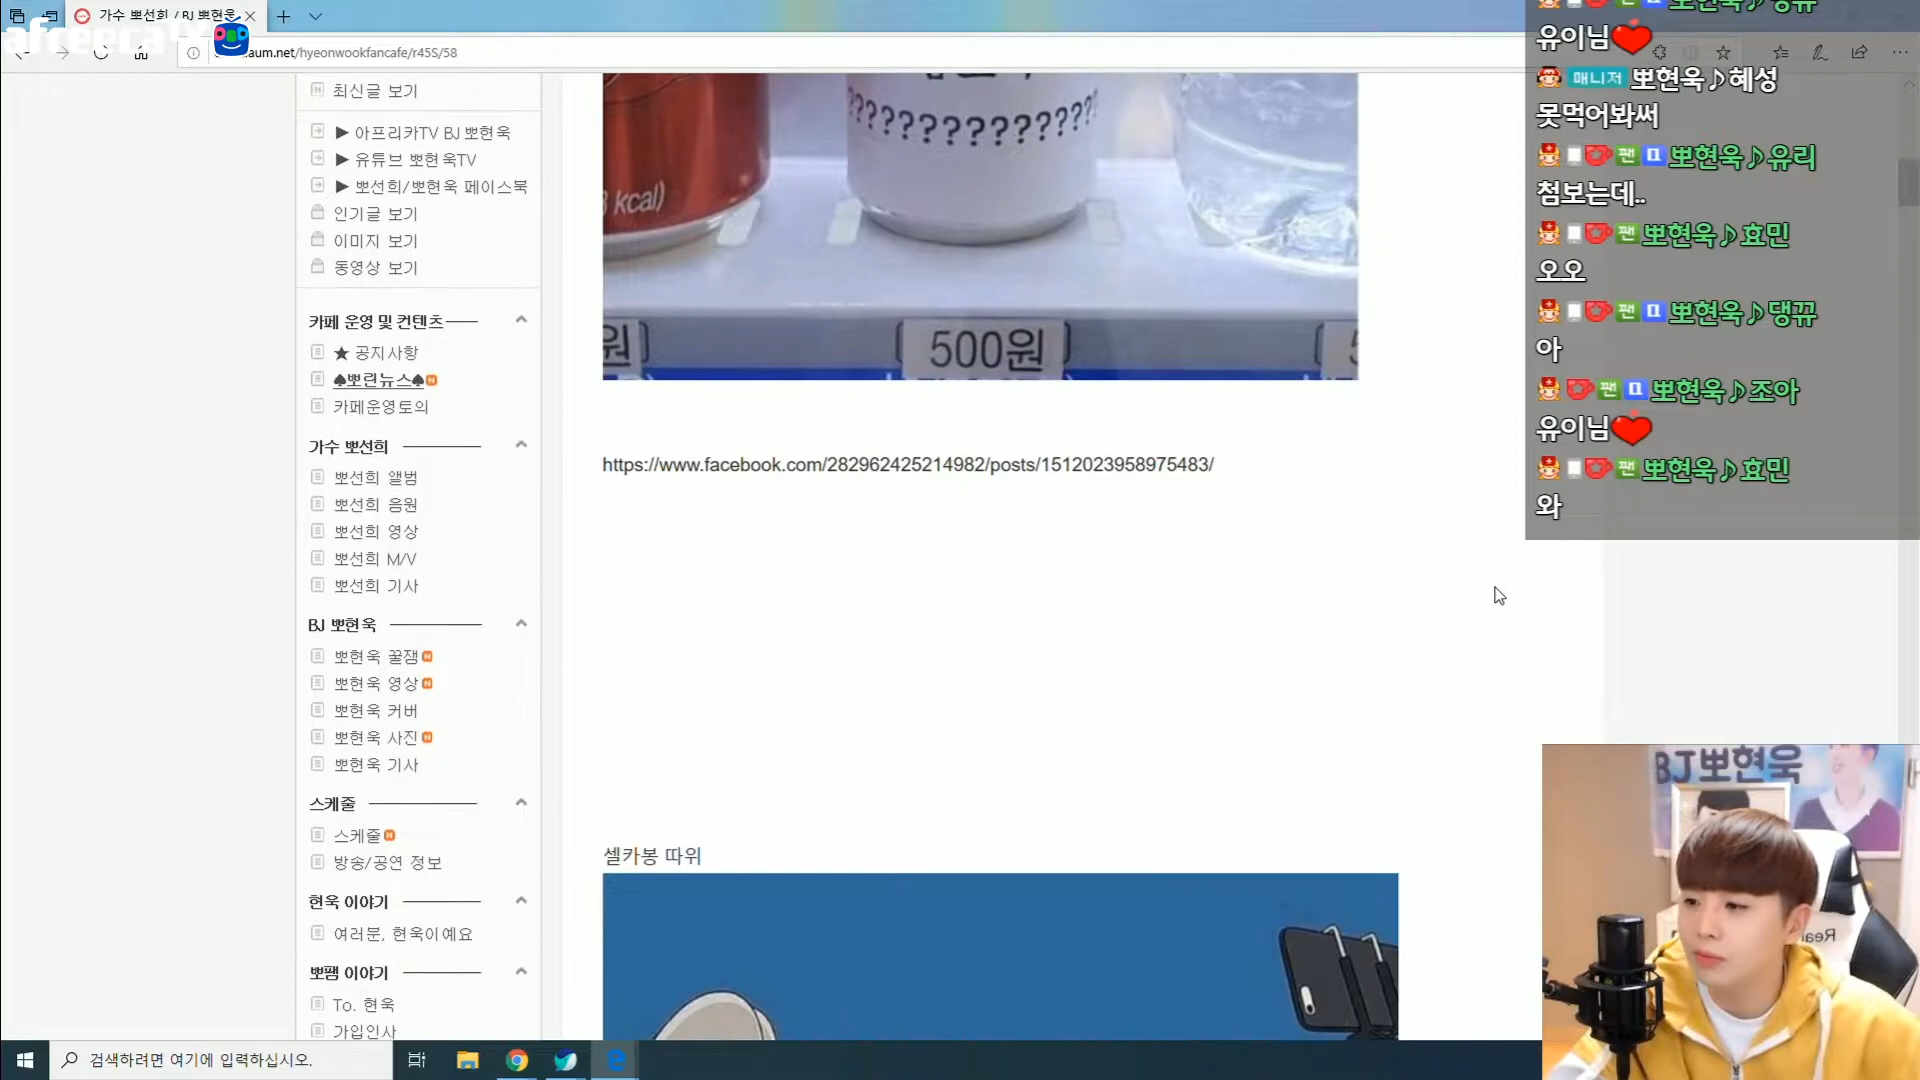 가수 뽀선희 / BJ 뽀현욱
afreeca
aum.net/hyeonwookfancafe/r45S/58
최신글 보기
▶ 아프리카TV BJ 뽀현욱
▶ 유튜브 뽀현욱TV
▶ 뽀선희/뽀현욱 페이스북
인기글 보기
이미지 보기
동영상 보기
카페 운영 및 컨텐츠
★ 공지사항
♠뽀린뉴스♠ N
카페운영토의
가수 뽀선희
뽀선희 앨범
뽀선희 음원
뽀선희 영상
뽀선희 M/V
뽀선희 기사
BJ 뽀현욱
뽀현욱 꿀잼 N
뽀현욱 영상 N
뽀현욱 커버
뽀현욱 사진 N
뽀현욱 기사
스케줄
스케줄 N
방송/공연 정보
현욱 이야기
여러분, 현욱이예요
뽀팸 이야기
To. 현욱
가입인사
kcal)
?????????????
원
500원
https://www.facebook.com/282962425214982/posts/1512023958975483/
셀카봉 따위
유이님
매니저 뽀현욱♪혜성
못먹어봐써
팬 뽀현욱♪유리
첨보는데..
팬 뽀현욱♪효민
오오
팬 뽀현욱♪댕뀨
아
팬 뽀현욱♪조아
유이님
팬 뽀현욱♪효민
와
BJ뽀현욱
검색하려면 여기에 입력하십시오.